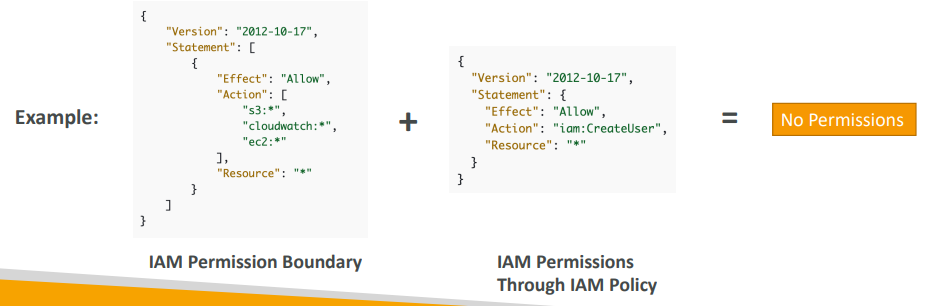 Example:
{
    "Version": "2012-10-17",
    "Statement": [
        {
            "Effect": "Allow",
            "Action": [
                "s3:*",
                "cloudwatch:*",
                "ec2:*"
            ],
            "Resource": "*"
        }
    ]
}
IAM Permission Boundary
+
{
  "Version": "2012-10-17",
  "Statement": {
    "Effect": "Allow",
    "Action": "iam:CreateUser",
    "Resource": "*"
  }
}
IAM Permissions
Through IAM Policy
=
No Permissions